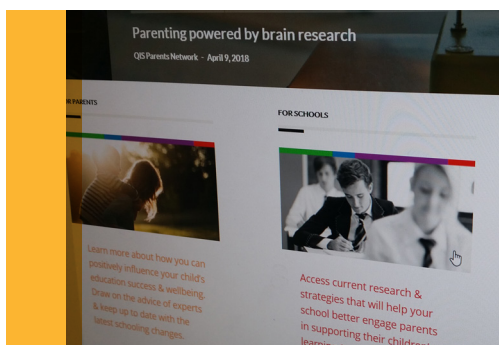 Parenting powered by brain research
QIS Parents Network - April 9, 2018
R PARENTS
FOR SCHOOLS
Learn more about how you can
positively influence your child's
education success & wellbeing.
Draw on the advice of experts
& keep up to date with the
latest schooling changes.
Access current research &
strategies that will help your
school better engage parents
in supporting their children's